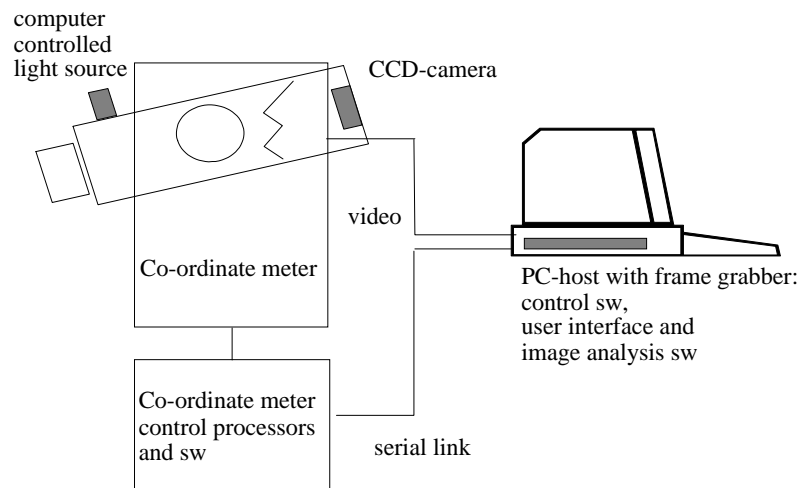 computer
controlled
light source
CCD-camera
video
Co-ordinate meter
PC-host with frame grabber:
control sw,
user interface and
image analysis sw
Co-ordinate meter
control processors
and sw
serial link